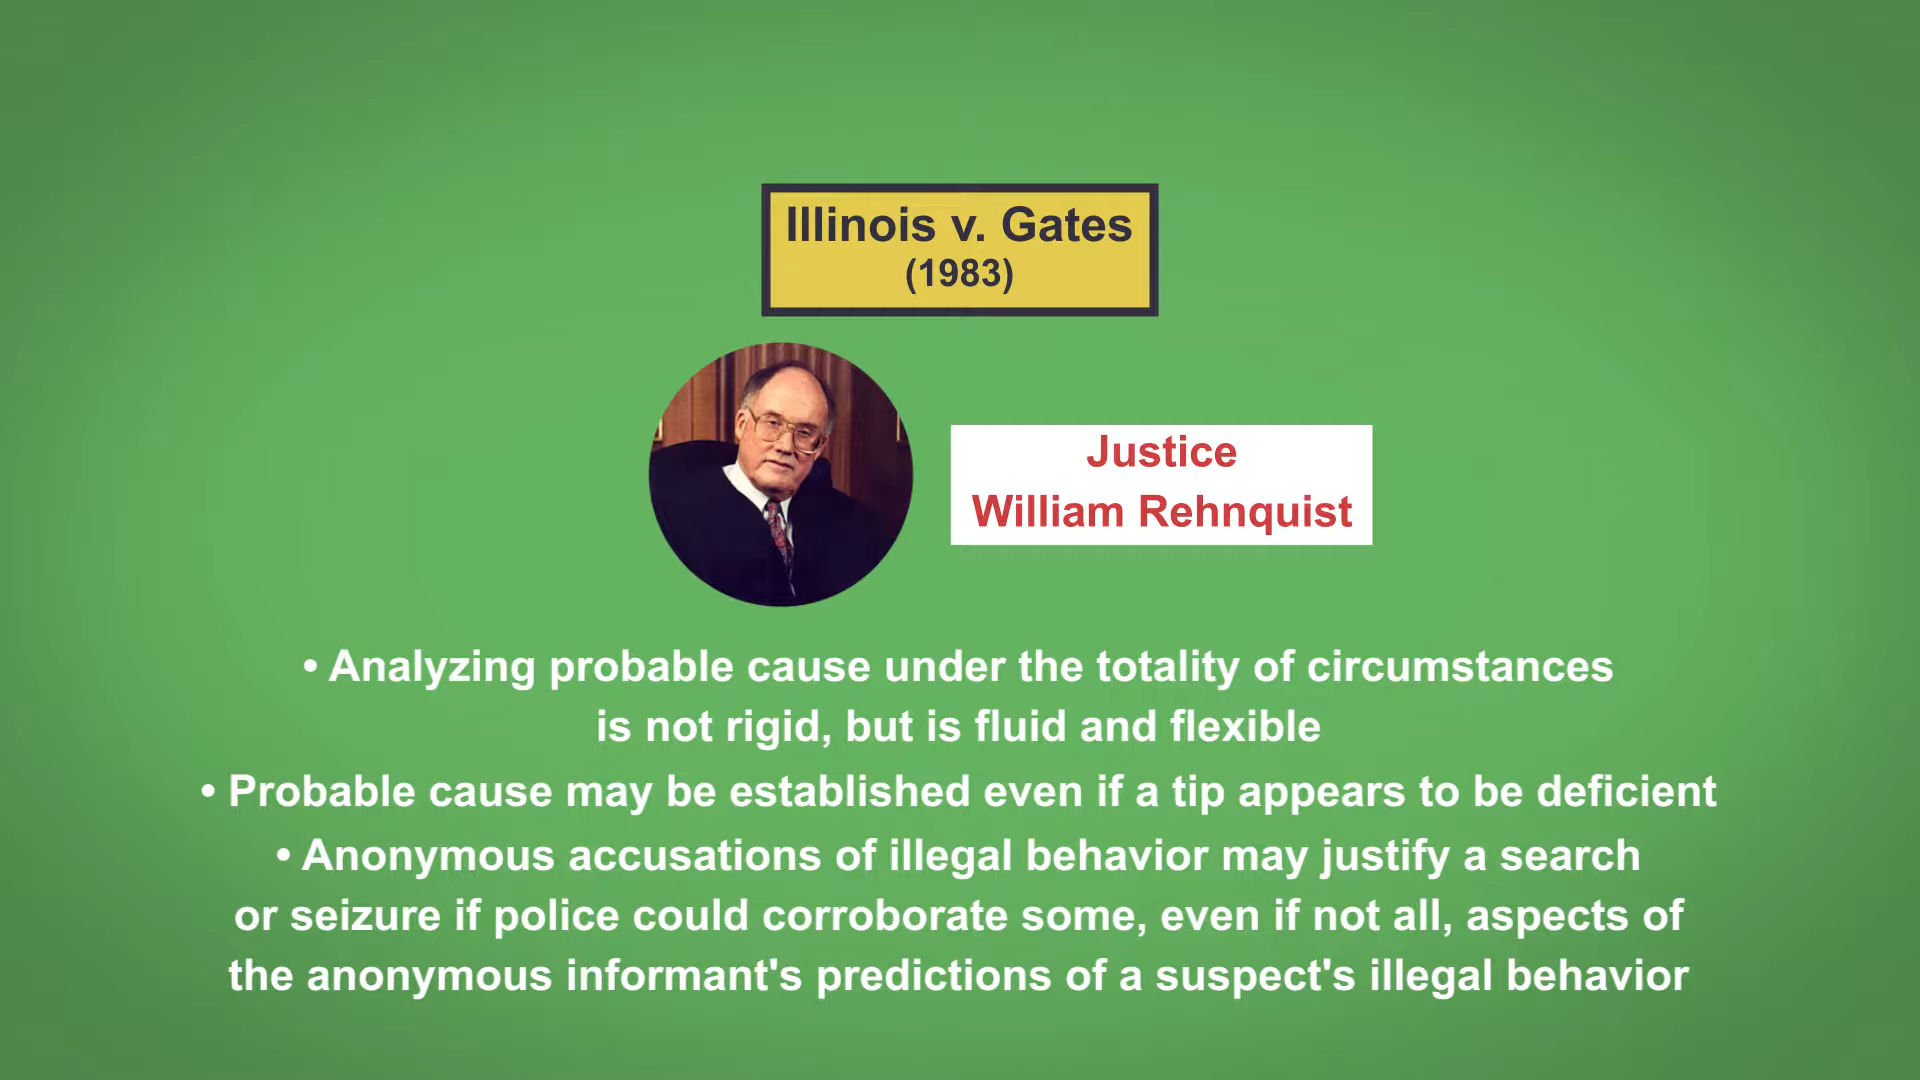 Illinois v. Gates
(1983)
Justice
William Rehnquist
• Analyzing probable cause under the totality of circumstances
is not rigid, but is fluid and flexible
• Probable cause may be established even if a tip appears to be deficient
• Anonymous accusations of illegal behavior may justify a search
or seizure if police could corroborate some, even if not all, aspects of
the anonymous informant's predictions of a suspect's illegal behavior